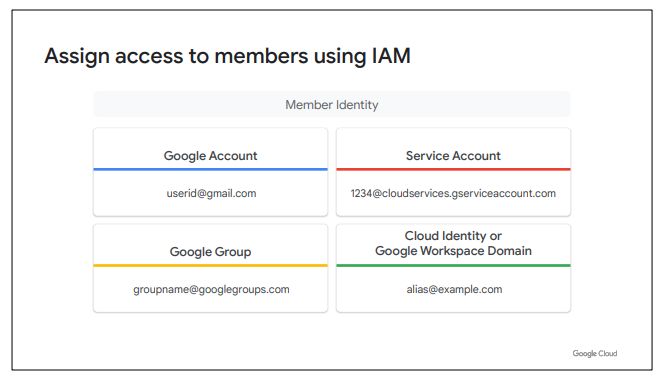 Assign access to members using IAM
Member Identity
Google Account
userid@gmail.com
Service Account
1234@cloudservices.gserviceaccount.com
Google Group
groupname@googlegroups.com
Cloud Identity or
Google Workspace Domain
alias@example.com
Google Cloud